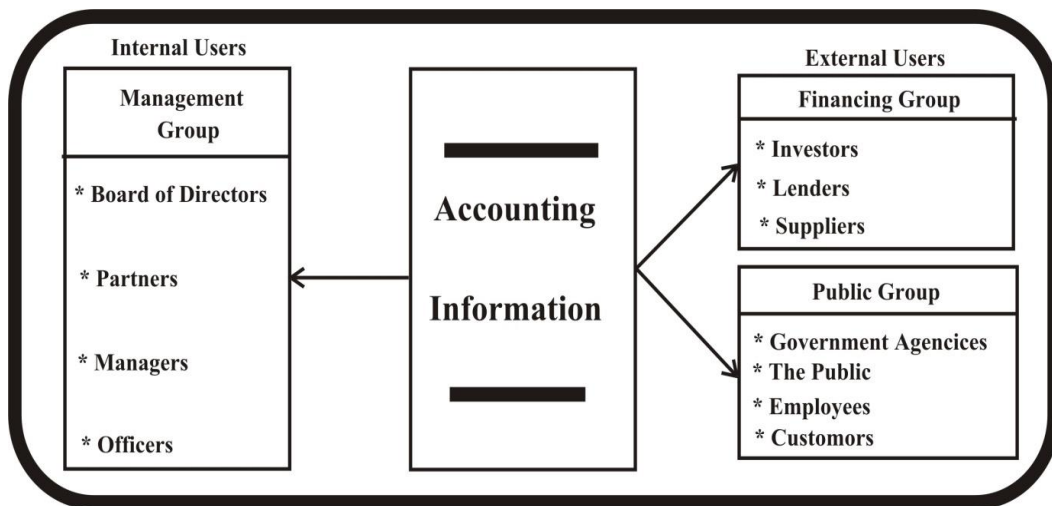 Internal Users
Management
Group
* Board of Directors
* Partners
* Managers
* Officers
Accounting
Information
External Users
Financing Group
* Investors
* Lenders
* Suppliers
Public Group
* Government Agencices
* The Public
* Employees
* Customors